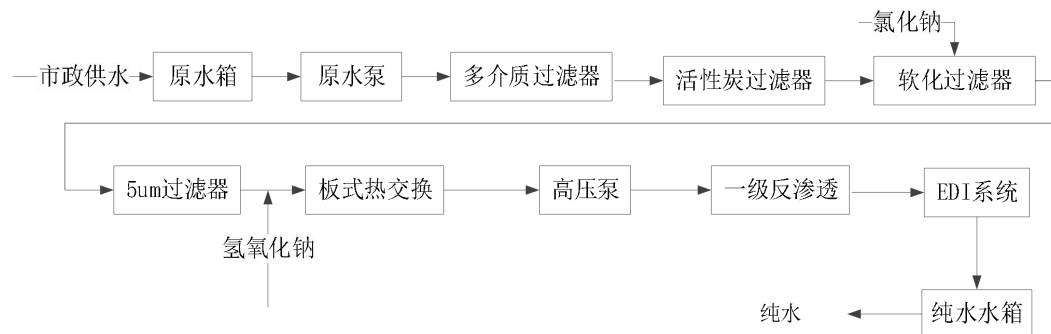 氯化钠
市政供水
原水箱
原水泵
多介质过滤器
活性炭过滤器
软化过滤器
5um过滤器
板式热交换
高压泵
一级反渗透
EDI系统
氢氧化钠
纯水
纯水水箱